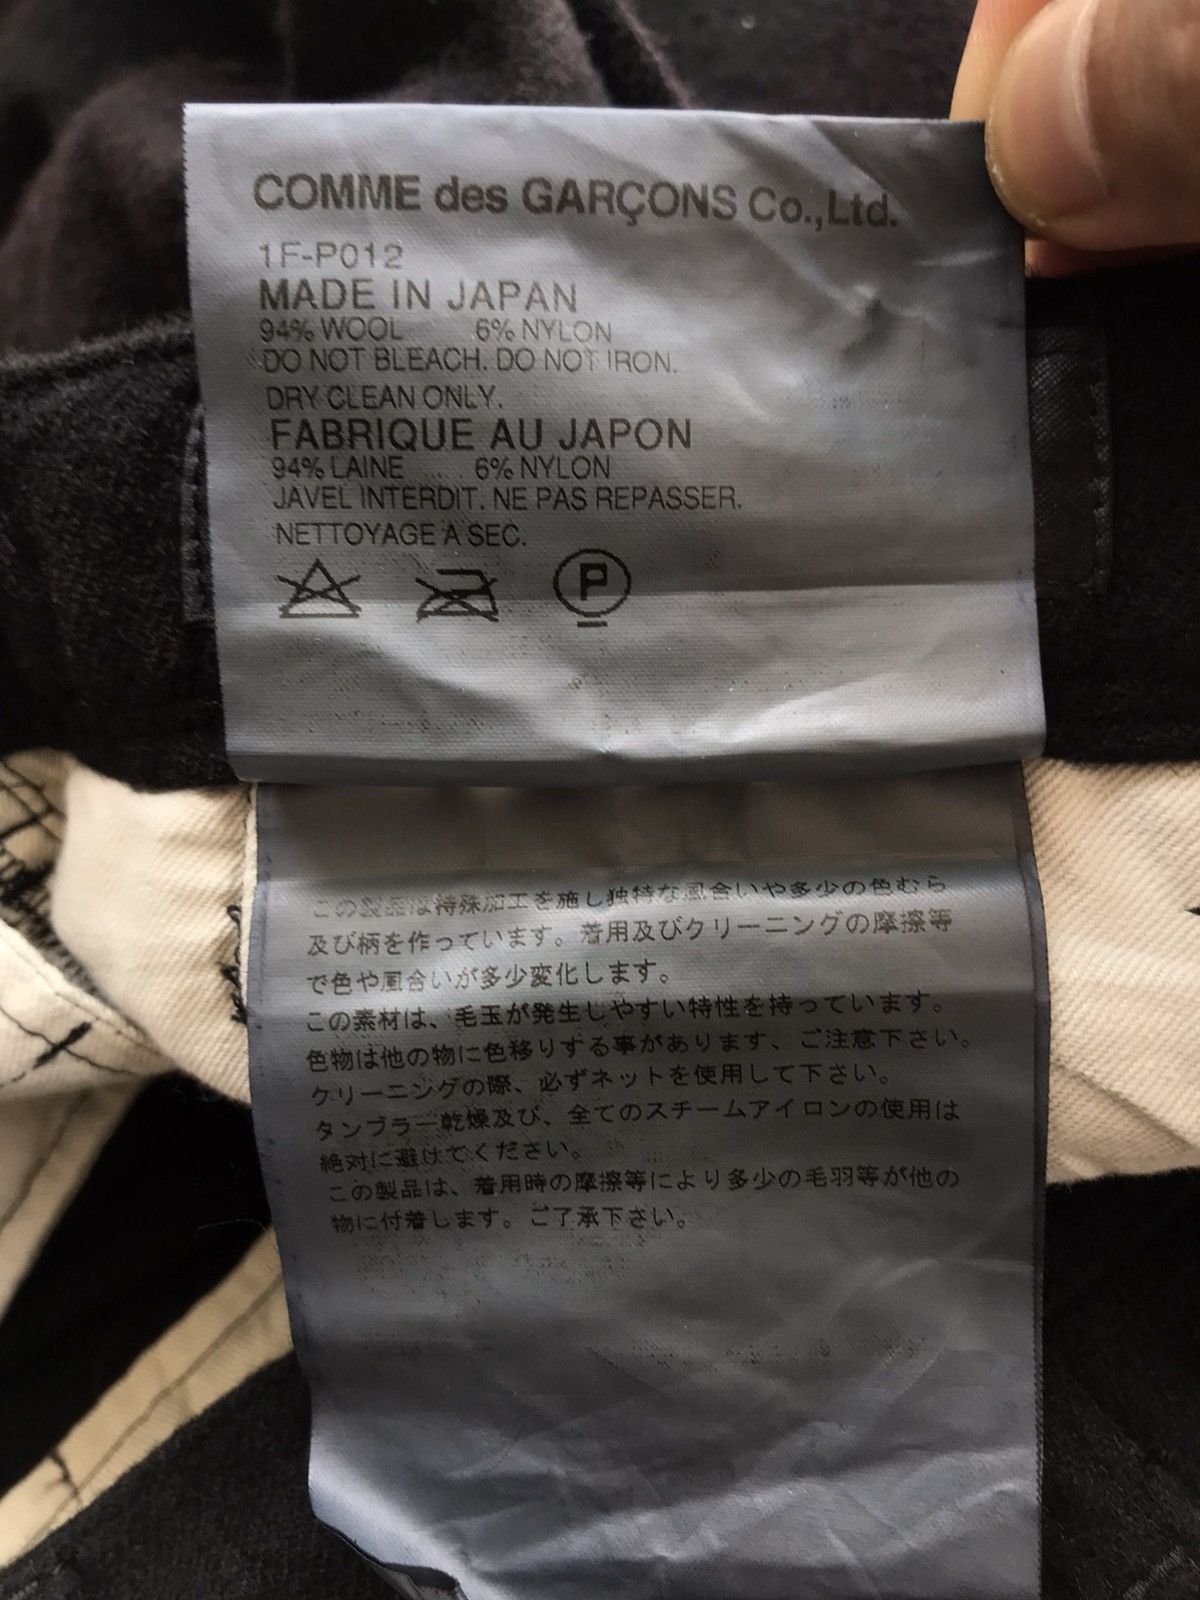 COMME des GARÇONS Co.,Ltd.
1F-P012
MADE IN JAPAN
94% WOOL 6% NYLON
DO NOT BLEACH. DO NOT IRON.
DRY CLEAN ONLY.
FABRIQUE AU JAPON
94% LAINE 6% NYLON
JAVEL INTERDIT. NE PAS REPASSER.
NETTOYAGE A SEC.
P
この製品は特殊加工を施し独特な風合いや多少の色むら
及び柄を作っています。着用及びクリーニングの摩擦等
で色や風合いが多少変化します。
この素材は、毛玉が発生しやすい特性を持っています。
色物は他の物に色移りする事があります、ご注意下さい。
クリーニングの際、必ずネットを使用して下さい。
タンブラー乾燥及び、全てのスチームアイロンの使用は
絶対に避けてください。
この製品は、着用時の摩擦等により多少の毛羽等が他の
物に付着します。ご了承下さい。